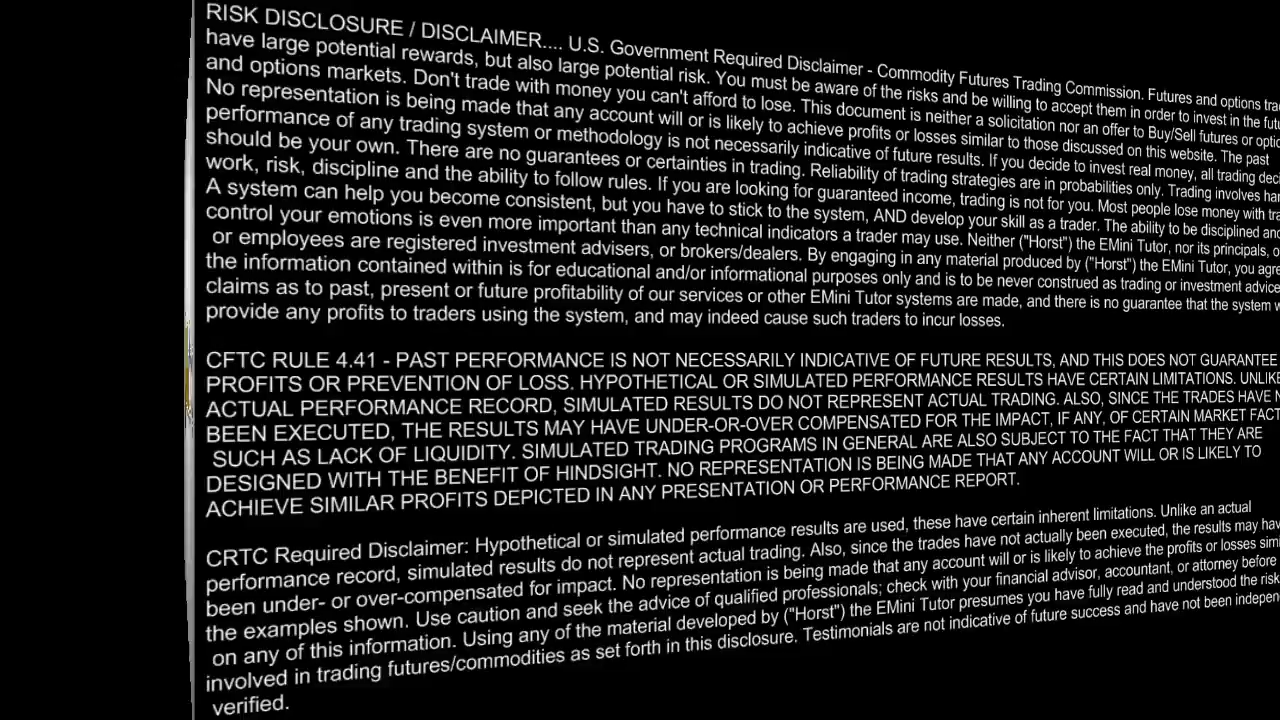 RISK DISCLOSURE / DISCLAIMER.... U.S. Government Required Disclaimer - Commodity Futures Trading Commission. Futures and options
have large potential rewards, but also large potential risk. You must be aware of the risks and be willing to accept them in order to invest in the
and options markets. Don't trade with money you can't afford to lose. This document is neither a solicitation nor an offer to Buy/Sell futures or
No representation is being made that any account will or is likely to achieve profits or losses similar to those discussed on this website. The past
performance of any trading system or methodology is not necessarily indicative of future results. If you decide to invest real money, all trading
should be your own. There are no guarantees or certainties in trading. Reliability of trading strategies are in probabilities only. Trading involves
work, risk, discipline and the ability to follow rules. If you are looking for guaranteed income, trading is not for you. Most people lose money with
A system can help you become consistent, but you have to stick to the system, AND develop your skill as a trader. The ability to be disciplined and
control your emotions is even more important than any technical indicators a trader may use. Neither ("Horst") the EMini Tutor, nor its principals,
or employees are registered investment advisers, or brokers/dealers. By engaging in any material produced by ("Horst") the EMini Tutor, you agree
the information contained within is for educational and/or informational purposes only and is to be never construed as trading or investment advice
claims as to past, present or future profitability of our services or other EMini Tutor systems are made, and there is no guarantee that the system
provide any profits to traders using the system, and may indeed cause such traders to incur losses.
CFTC RULE 4.41 - PAST PERFORMANCE IS NOT NECESSARILY INDICATIVE OF FUTURE RESULTS, AND THIS DOES NOT GUARANTEE
PROFITS OR PREVENTION OF LOSS. HYPOTHETICAL OR SIMULATED PERFORMANCE RESULTS HAVE CERTAIN LIMITATIONS. UNLIKE
ACTUAL PERFORMANCE RECORD, SIMULATED RESULTS DO NOT REPRESENT ACTUAL TRADING. ALSO, SINCE THE TRADES HAVE
BEEN EXECUTED, THE RESULTS MAY HAVE UNDER-OR-OVER COMPENSATED FOR THE IMPACT, IF ANY, OF CERTAIN MARKET
SUCH AS LACK OF LIQUIDITY. SIMULATED TRADING PROGRAMS IN GENERAL ARE ALSO SUBJECT TO THE FACT THAT THEY ARE
DESIGNED WITH THE BENEFIT OF HINDSIGHT. NO REPRESENTATION IS BEING MADE THAT ANY ACCOUNT WILL OR IS LIKELY TO
ACHIEVE SIMILAR PROFITS DEPICTED IN ANY PRESENTATION OR PERFORMANCE REPORT.
CRTC Required Disclaimer: Hypothetical or simulated performance results are used, these have certain inherent limitations. Unlike an actual
performance record, simulated results do not represent actual trading. Also, since the trades have not actually been executed, the results may have
been under- or over-compensated for impact. No representation is being made that any account will or is likely to achieve the profits or losses
the examples shown. Use caution and seek the advice of qualified professionals; check with your financial advisor, accountant, or attorney before
on any of this information. Using any of the material developed by ("Horst") the EMini Tutor presumes you have fully read and understood the
involved in trading futures/commodities as set forth in this disclosure. Testimonials are not indicative of future success and have not been
verified.